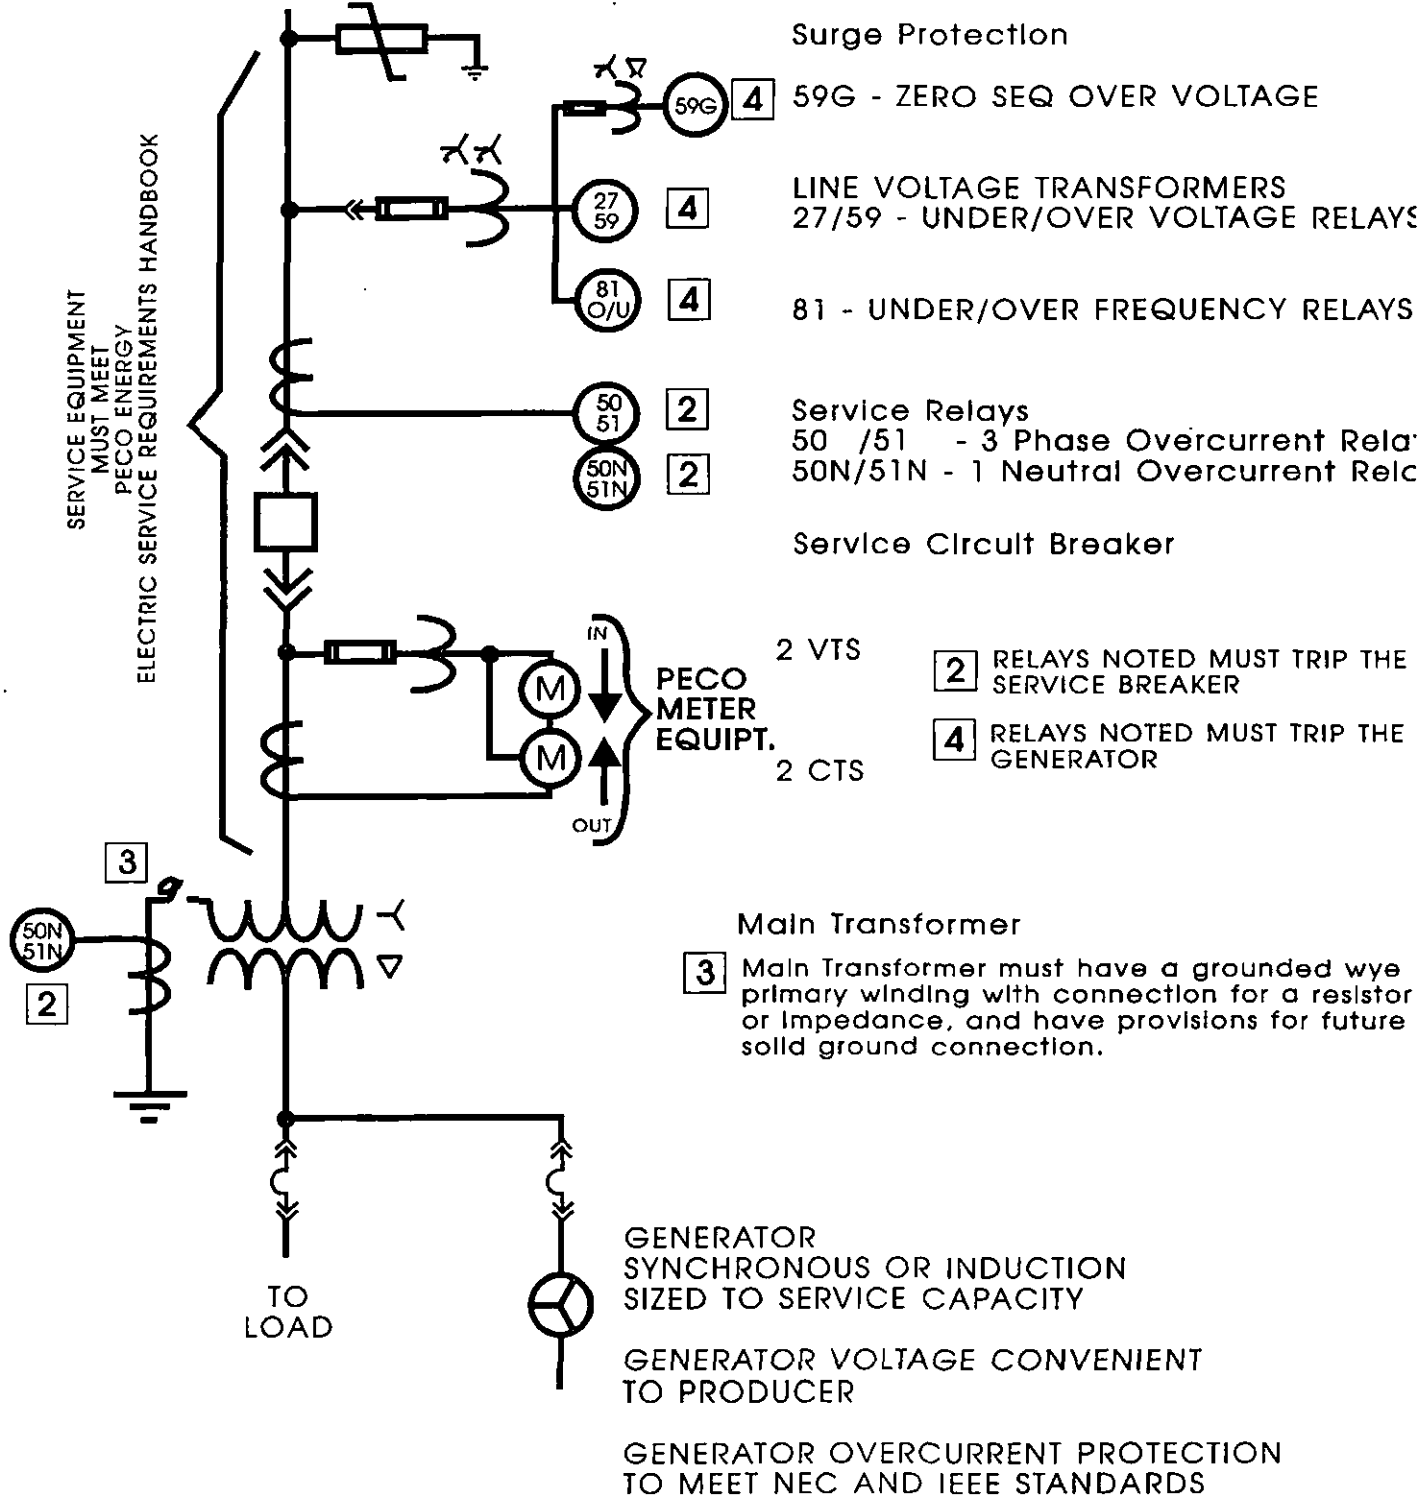 Surge Protection
59G
4
59G - ZERO SEQ OVER VOLTAGE
LINE VOLTAGE TRANSFORMERS
27
59
4
27/59 - UNDER/OVER VOLTAGE RELAYS
81
O/U
4
81 - UNDER/OVER FREQUENCY RELAYS
SERVICE EQUIPMENT
MUST MEET
PECO ENERGY
ELECTRIC SERVICE REQUIREMENTS HANDBOOK
50
51
2
Service Relays
50 /51 - 3 Phase Overcurrent
50N
51N
2
50N/51N - 1 Neutral Overcurrent
Service Circuit Breaker
IN
M
M
OUT
PECO
METER
EQUIPT.
2 VTS
2 CTS
2 RELAYS NOTED MUST TRIP THE
SERVICE BREAKER
4 RELAYS NOTED MUST TRIP THE
GENERATOR
3
50N
51N
2
Main Transformer
3 Main Transformer must have a grounded wye
primary winding with connection for a resistor
or impedance, and have provisions for future
solid ground connection.
TO
LOAD
GENERATOR
SYNCHRONOUS OR INDUCTION
SIZED TO SERVICE CAPACITY
GENERATOR VOLTAGE CONVENIENT
TO PRODUCER
GENERATOR OVERCURRENT PROTECTION
TO MEET NEC AND IEEE STANDARDS